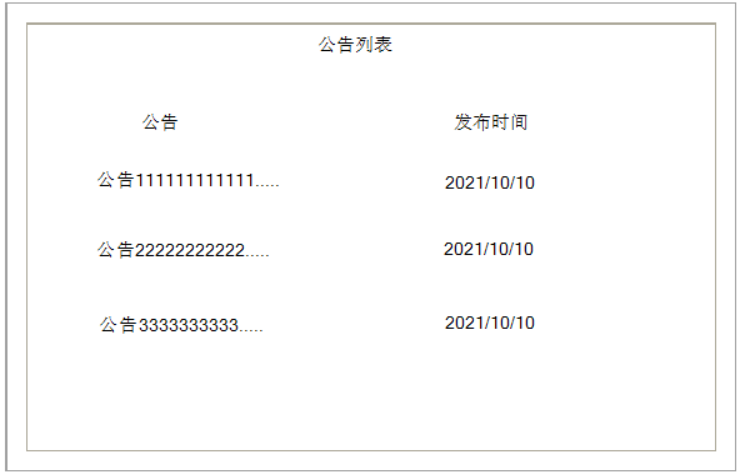 公告列表
公告 发布时间
公告111111111111..... 2021/10/10
公告22222222222..... 2021/10/10
公告3333333333..... 2021/10/10